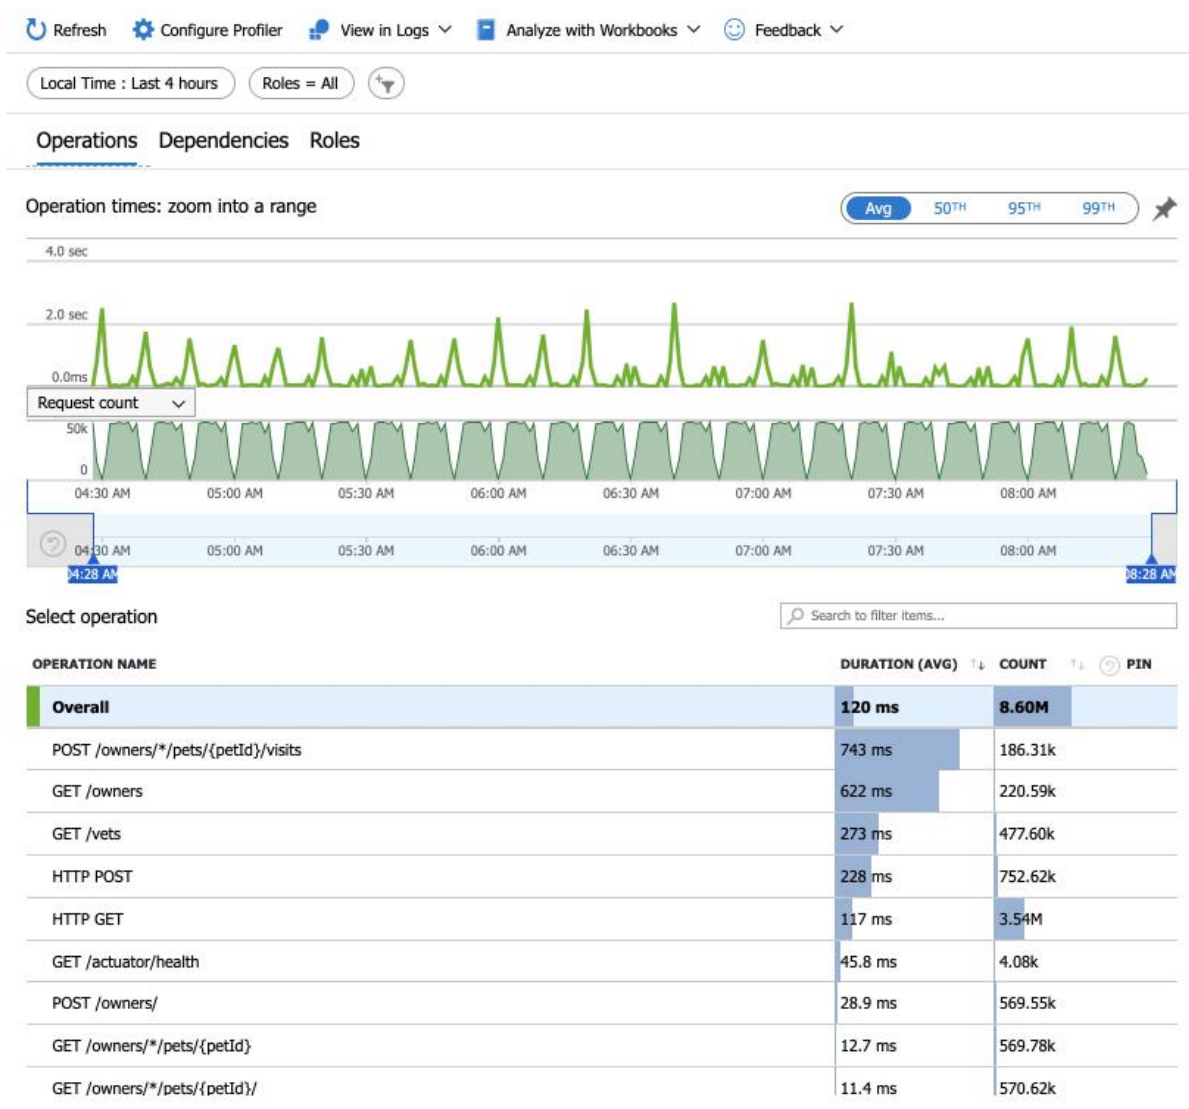 Refresh Configure Profiler View in Logs Analyze with Workbooks Feedback
Local Time : Last 4 hours Roles = All
Operations Dependencies Roles
Operation times: zoom into a range Avg 50TH 95TH 99TH
4.0 sec
2.0 sec
0.0ms
Request count
50k
0
04:30 AM 05:00 AM 05:30 AM 06:00 AM 06:30 AM 07:00 AM 07:30 AM 08:00 AM
04:30 AM 05:00 AM 05:30 AM 06:00 AM 06:30 AM 07:00 AM 07:30 AM 08:00 AM
04:28 AM 08:28 AM
Select operation Search to filter items...
OPERATION NAME DURATION (AVG) COUNT PIN
Overall 120 ms 8.60M
POST /owners/*/pets/{petId}/visits 743 ms 186.31k
GET /owners 622 ms 220.59k
GET /vets 273 ms 477.60k
HTTP POST 228 ms 752.62k
HTTP GET 117 ms 3.54M
GET /actuator/health 45.8 ms 4.08k
POST /owners/ 28.9 ms 569.55k
GET /owners/*/pets/{petId} 12.7 ms 569.78k
GET /owners/*/pets/{petId}/ 11.4 ms 570.62k